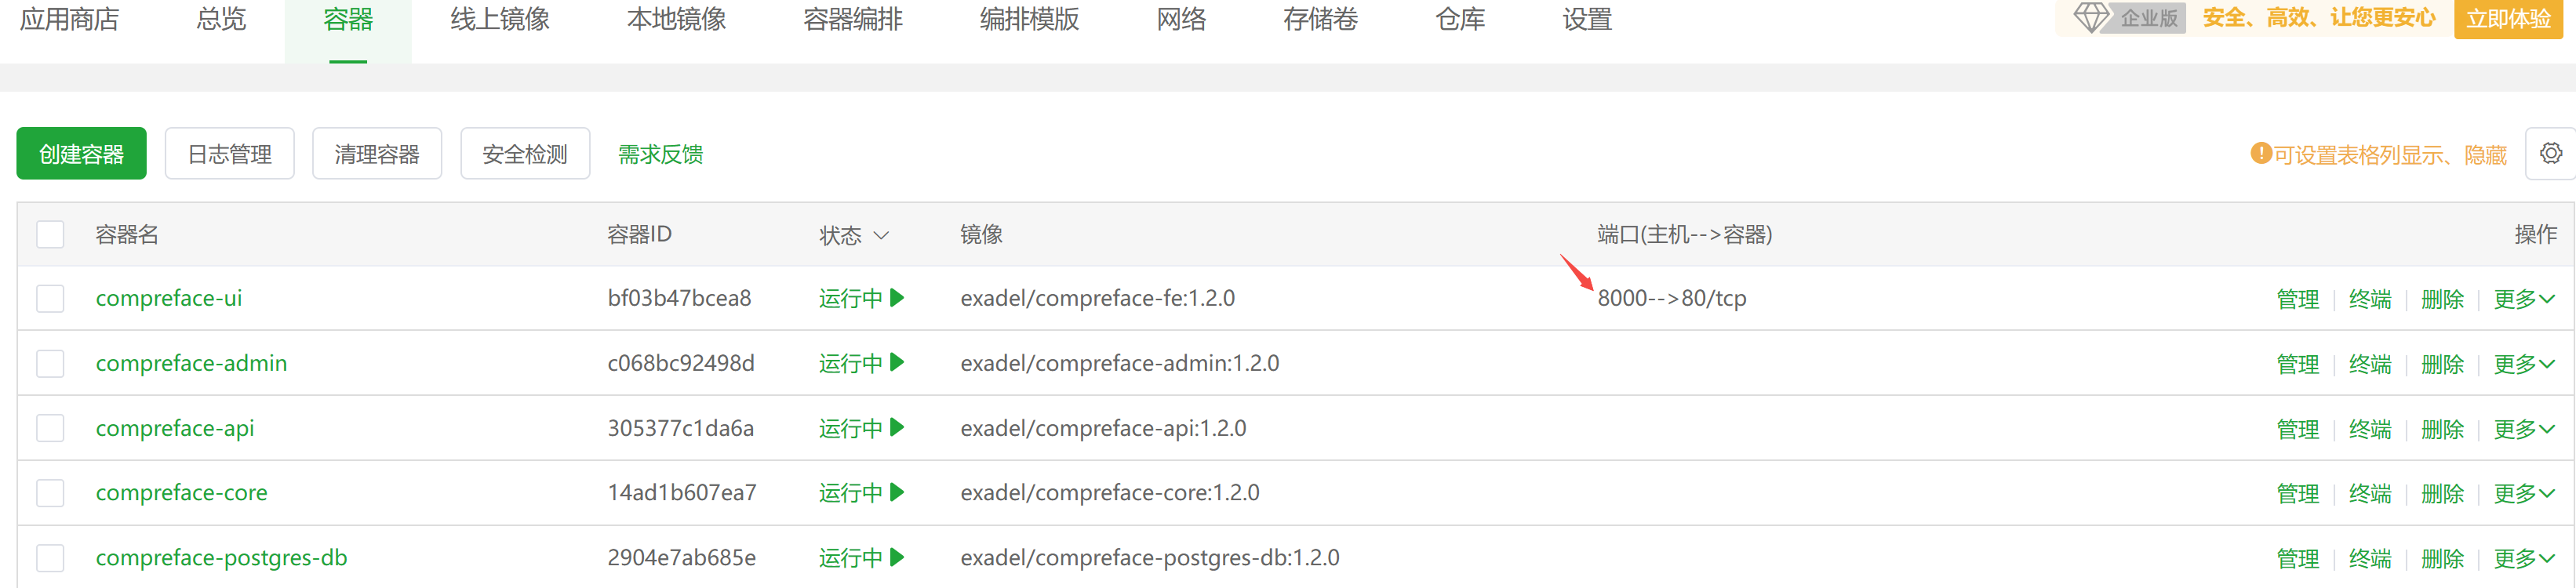 应用商店 总览 容器 线上镜像 本地镜像 容器编排 编排模版 网络 存储卷 仓库 设置 企业版 安全、高效、让您更安心 立即体验
创建容器 日志管理 清理容器 安全检测 需求反馈 可设置表格列显示、隐藏
容器名 容器ID 状态 镜像 端口(主机-->容器) 操作
compreface-ui bf03b47bcea8 运行中 exadel/compreface-fe:1.2.0 8000-->80/tcp 管理 终端 删除 更多
compreface-admin c068bc92498d 运行中 exadel/compreface-admin:1.2.0 管理 终端 删除 更多
compreface-api 305377c1da6a 运行中 exadel/compreface-api:1.2.0 管理 终端 删除 更多
compreface-core 14ad1b607ea7 运行中 exadel/compreface-core:1.2.0 管理 终端 删除 更多
compreface-postgres-db 2904e7ab685e 运行中 exadel/compreface-postgres-db:1.2.0 管理 终端 删除 更多